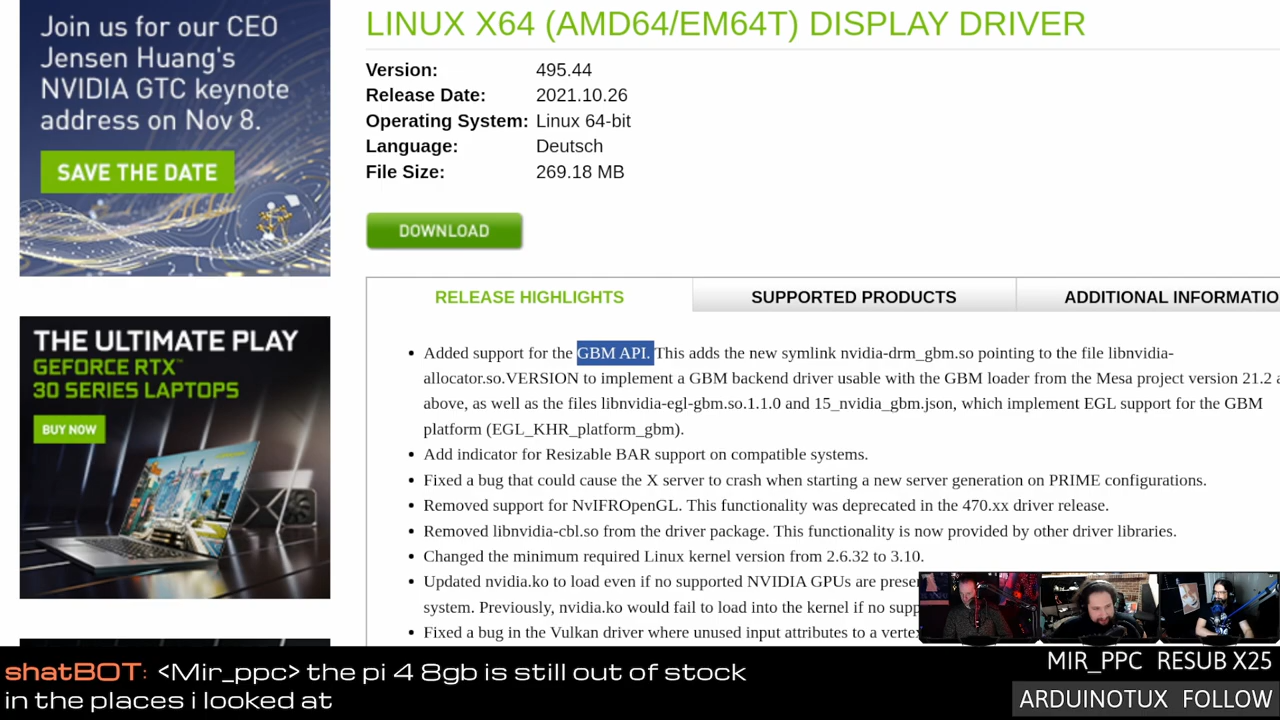 Join us for our CEO
Jensen Huang's
NVIDIA GTC keynote
address on Nov 8.
SAVE THE DATE
THE ULTIMATE PLAY
GEFORCE RTX™
30 SERIES LAPTOPS
BUY NOW
LINUX X64 (AMD64/EM64T) DISPLAY DRIVER
Version: 495.44
Release Date: 2021.10.26
Operating System: Linux 64-bit
Language: Deutsch
File Size: 269.18 MB
DOWNLOAD
RELEASE HIGHLIGHTS SUPPORTED PRODUCTS ADDITIONAL INFORMATIO
• Added support for the GBM API. This adds the new symlink nvidia-drm_gbm.so pointing to the file libnvidia-
allocator.so.VERSION to implement a GBM backend driver usable with the GBM loader from the Mesa project version 21.2 a
above, as well as the files libnvidia-egl-gbm.so.1.1.0 and 15_nvidia_gbm.json, which implement EGL support for the GBM
platform (EGL_KHR_platform_gbm).
• Add indicator for Resizable BAR support on compatible systems.
• Fixed a bug that could cause the X server to crash when starting a new server generation on PRIME configurations.
• Removed support for NvIFROpenGL. This functionality was deprecated in the 470.xx driver release.
• Removed libnvidia-cbl.so from the driver package. This functionality is now provided by other driver libraries.
• Changed the minimum required Linux kernel version from 2.6.32 to 3.10.
• Updated nvidia.ko to load even if no supported NVIDIA GPUs are prese
system. Previously, nvidia.ko would fail to load into the kernel if no supp
• Fixed a bug in the Vulkan driver where unused input attributes to a verte
shatBOT: <Mir_ppc> the pi 4 8gb is still out of stock
in the places i looked at
MIR_PPC RESUB X25
ARDUINOTUX FOLLOW